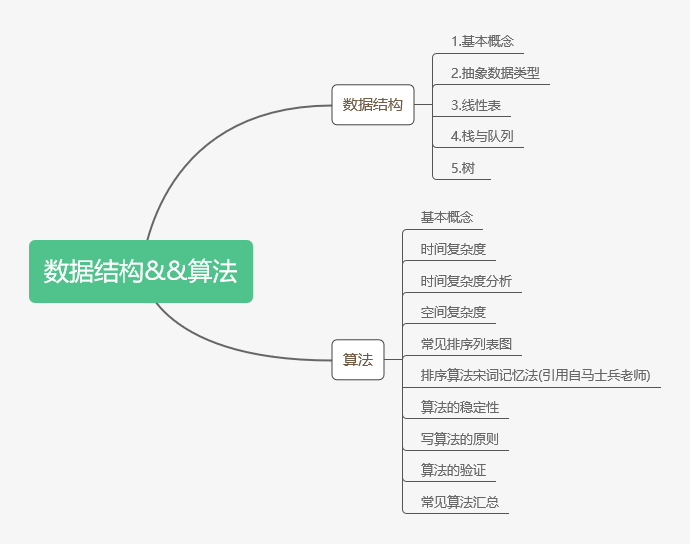 数据结构&&算法
数据结构
1.基本概念
2.抽象数据类型
3.线性表
4.栈与队列
5.树
算法
基本概念
时间复杂度
时间复杂度分析
空间复杂度
常见排序列表图
排序算法宋词记忆法(引用自马士兵老师)
算法的稳定性
写算法的原则
算法的验证
常见算法汇总